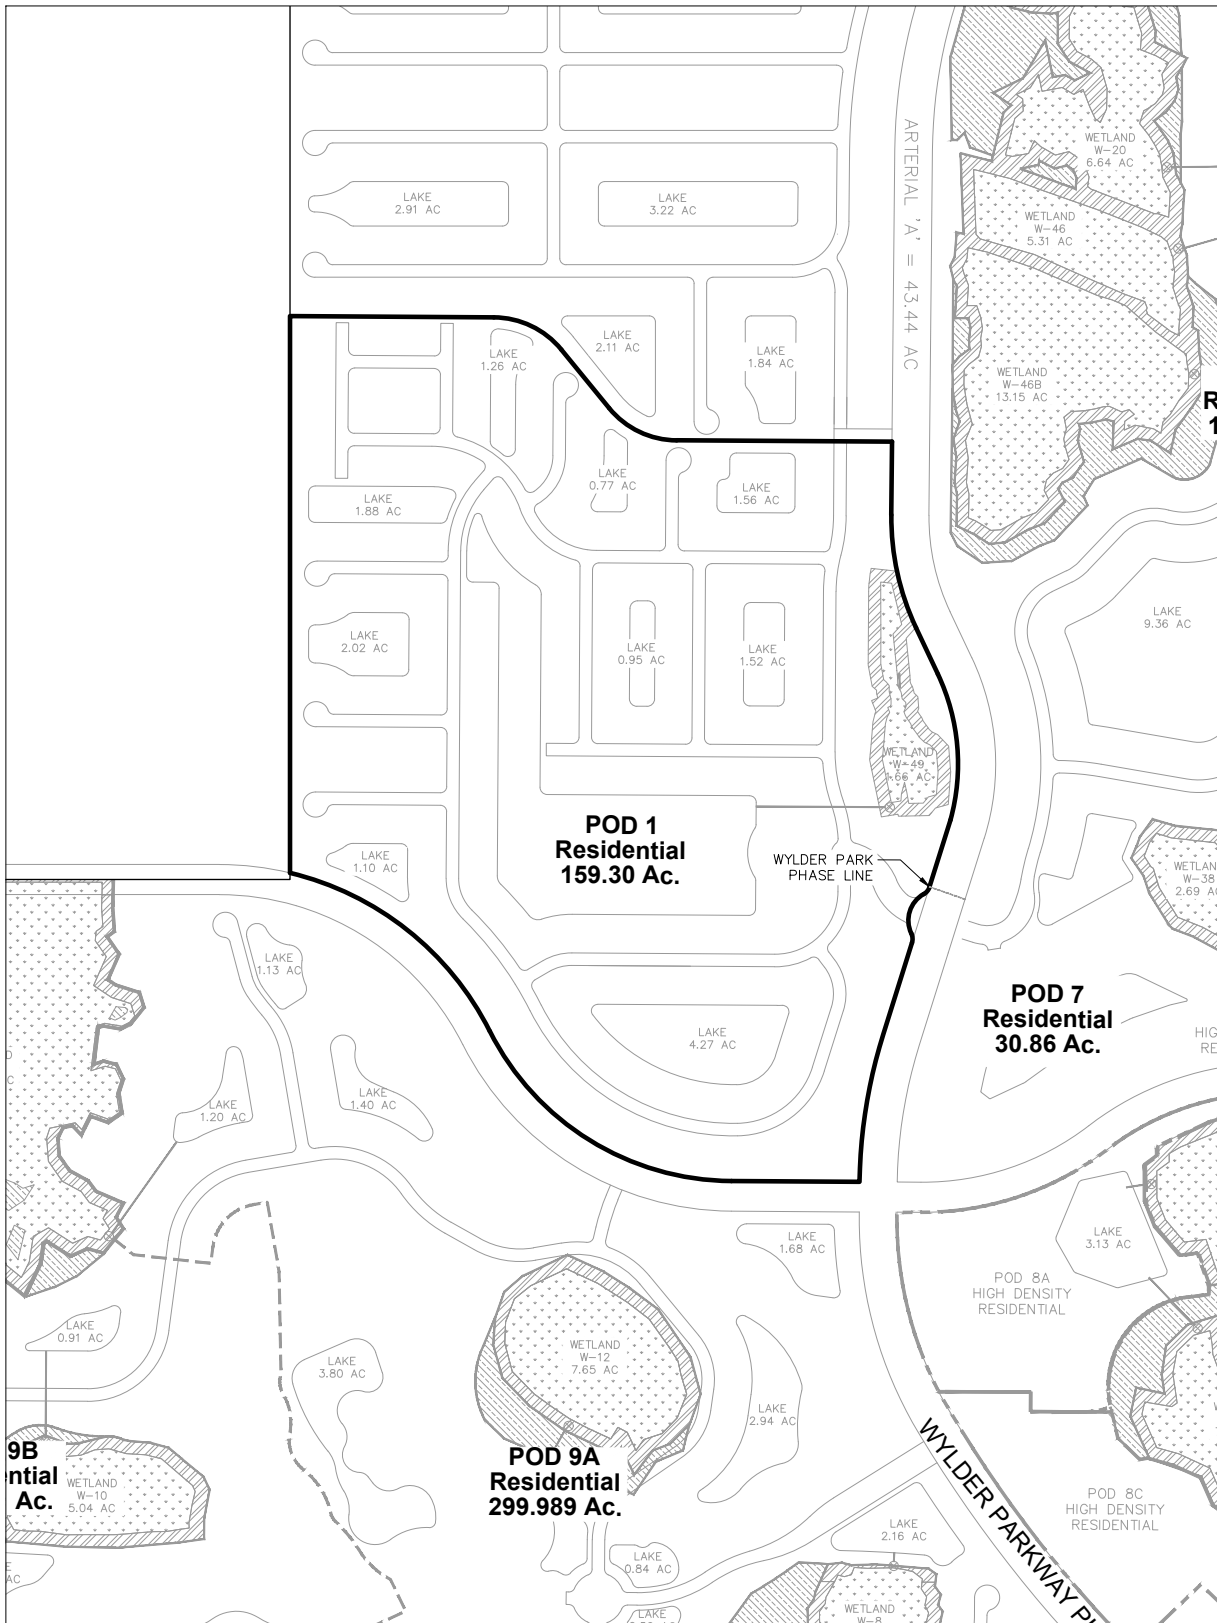 WETLAND
W-20
6.64 AC
ARTERIAL 'A' = 43.44 AC
LAKE
2.91 AC
LAKE
3.22 AC
WETLAND
W-46
5.31 AC
LAKE
1.26 AC
LAKE
2.11 AC
LAKE
1.84 AC
WETLAND
W-46B
13.15 AC
R
1
LAKE
0.77 AC
LAKE
1.56 AC
LAKE
1.88 AC
LAKE
9.36 AC
LAKE
2.02 AC
LAKE
0.95 AC
LAKE
1.52 AC
WETLAND
W-49
1.66 AC
POD 1
Residential
159.30 Ac.
WYLDER PARK
PHASE LINE
LAKE
1.10 AC
WETLAN
W-38
2.69 AC
LAKE
1.13 AC
POD 7
Residential
30.86 Ac.
LAKE
4.27 AC
HIG
RE
LAKE
1.20 AC
LAKE
1.40 AC
LAKE
1.68 AC
LAKE
3.13 AC
POD 8A
HIGH DENSITY
RESIDENTIAL
LAKE
0.91 AC
LAKE
3.80 AC
WETLAND
W-12
7.65 AC
LAKE
2.94 AC
9B
ential
Ac.
WETLAND
W-10
5.04 AC
POD 9A
Residential
299.989 Ac.
WYLDER PARKWAY
POD 8C
HIGH DENSITY
RESIDENTIAL
LAKE
2.16 AC
LAKE
0.84 AC
E
AC
LAKE
WETLAND
W-8